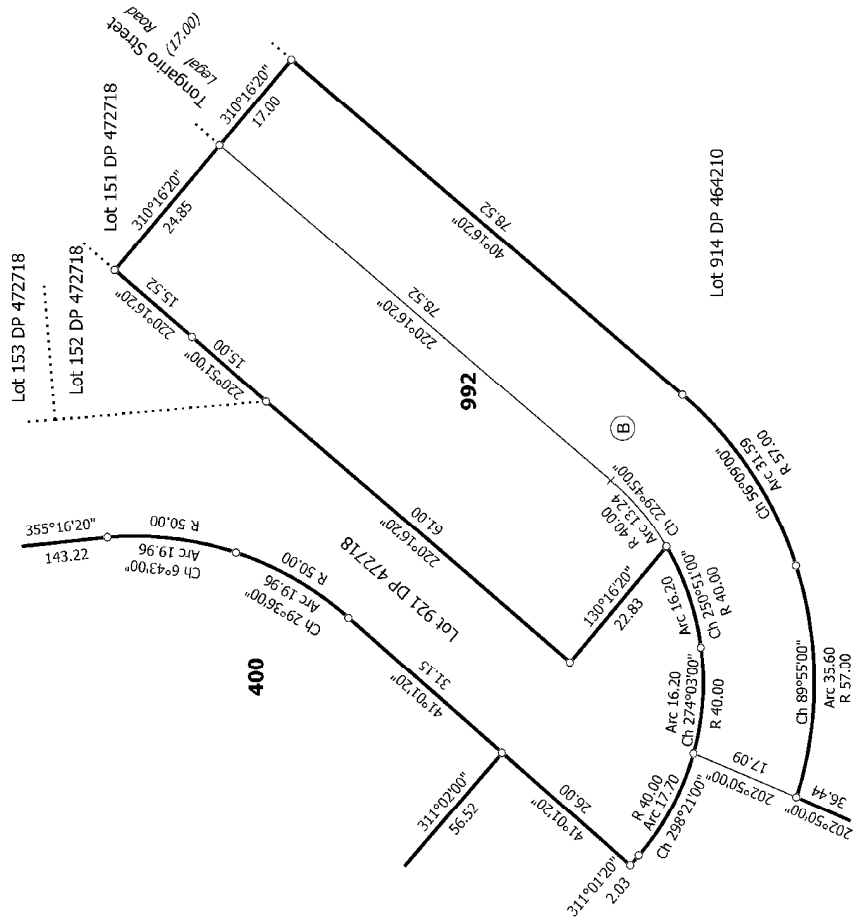 Tongariro Street
Legal Road
(17.00)
310°16'20"
17.00
Lot 151 DP 472718
310°16'20"
24.85
Lot 153 DP 472718
Lot 152 DP 472718
15.52
220°16'20"
15.00
220°51'00"
78.52
40°16'20"
Lot 914 DP 464210
78.52
220°16'20"
992
B
61.00
220°16'20"
Lot 921 DP 472718
355°16'20"
143.22
R 50.00
Arc 19.96
Ch 6°43'00"
R 50.00
Arc 19.96
Ch 29°36'00"
400
31.15
41°01'20"
Ch 229°45'00"
Arc 13.24
R 40.00
130°16'20"
22.83
Ch 56°09'00"
Arc 31.59
R 57.00
Arc 16.20
Ch 250°51'00"
R 40.00
Arc 16.20
Ch 274°03'00"
R 40.00
Ch 89°55'00"
Arc 35.60
R 57.00
311°02'00"
56.52
26.00
41°01'20"
R 40.00
Arc 17.70
Ch 298°21'00"
17.09
202°50'00"
36.44
202°50'00"
311°01'20"
2.03